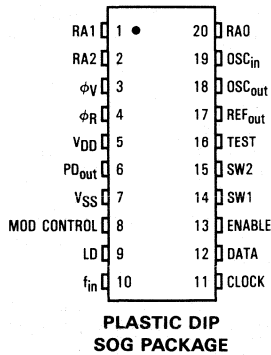 RA1 1 20 RA0
RA2 2 19 OSCin
ϕV 3 18 OSCout
ϕR 4 17 REFout
VDD 5 16 TEST
PDout 6 15 SW2
VSS 7 14 SW1
MOD CONTROL 8 13 ENABLE
LD 9 12 DATA
fin 10 11 CLOCK
PLASTIC DIP
SOG PACKAGE